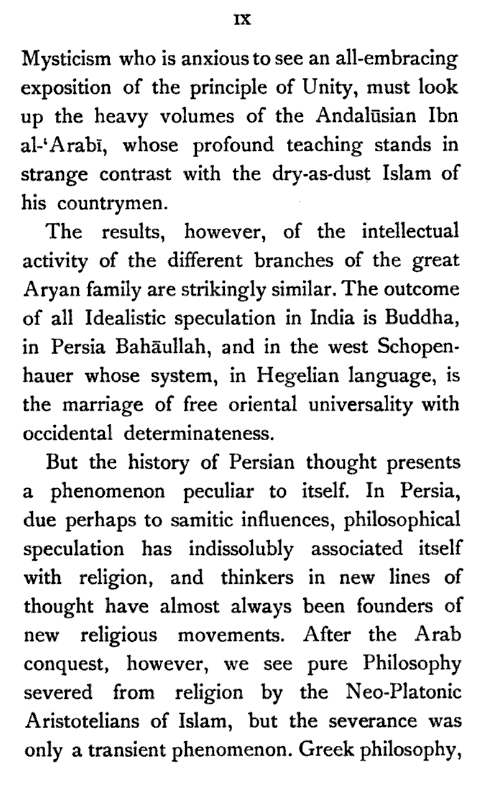 IX
Mysticism who is anxious to see an all-embracing
exposition of the principle of Unity, must look
up the heavy volumes of the Andalūsian Ibn
al-‘Arabī, whose profound teaching stands in
strange contrast with the dry-as-dust Islam of
his countrymen.
The results, however, of the intellectual
activity of the different branches of the great
Aryan family are strikingly similar. The outcome
of all Idealistic speculation in India is Buddha,
in Persia Bahāullah, and in the west Schopen-
hauer whose system, in Hegelian language, is
the marriage of free oriental universality with
occidental determinateness.
But the history of Persian thought presents
a phenomenon peculiar to itself. In Persia,
due perhaps to samitic influences, philosophical
speculation has indissolubly associated itself
with religion, and thinkers in new lines of
thought have almost always been founders of
new religious movements. After the Arab
conquest, however, we see pure Philosophy
severed from religion by the Neo-Platonic
Aristotelians of Islam, but the severance was
only a transient phenomenon. Greek philosophy,